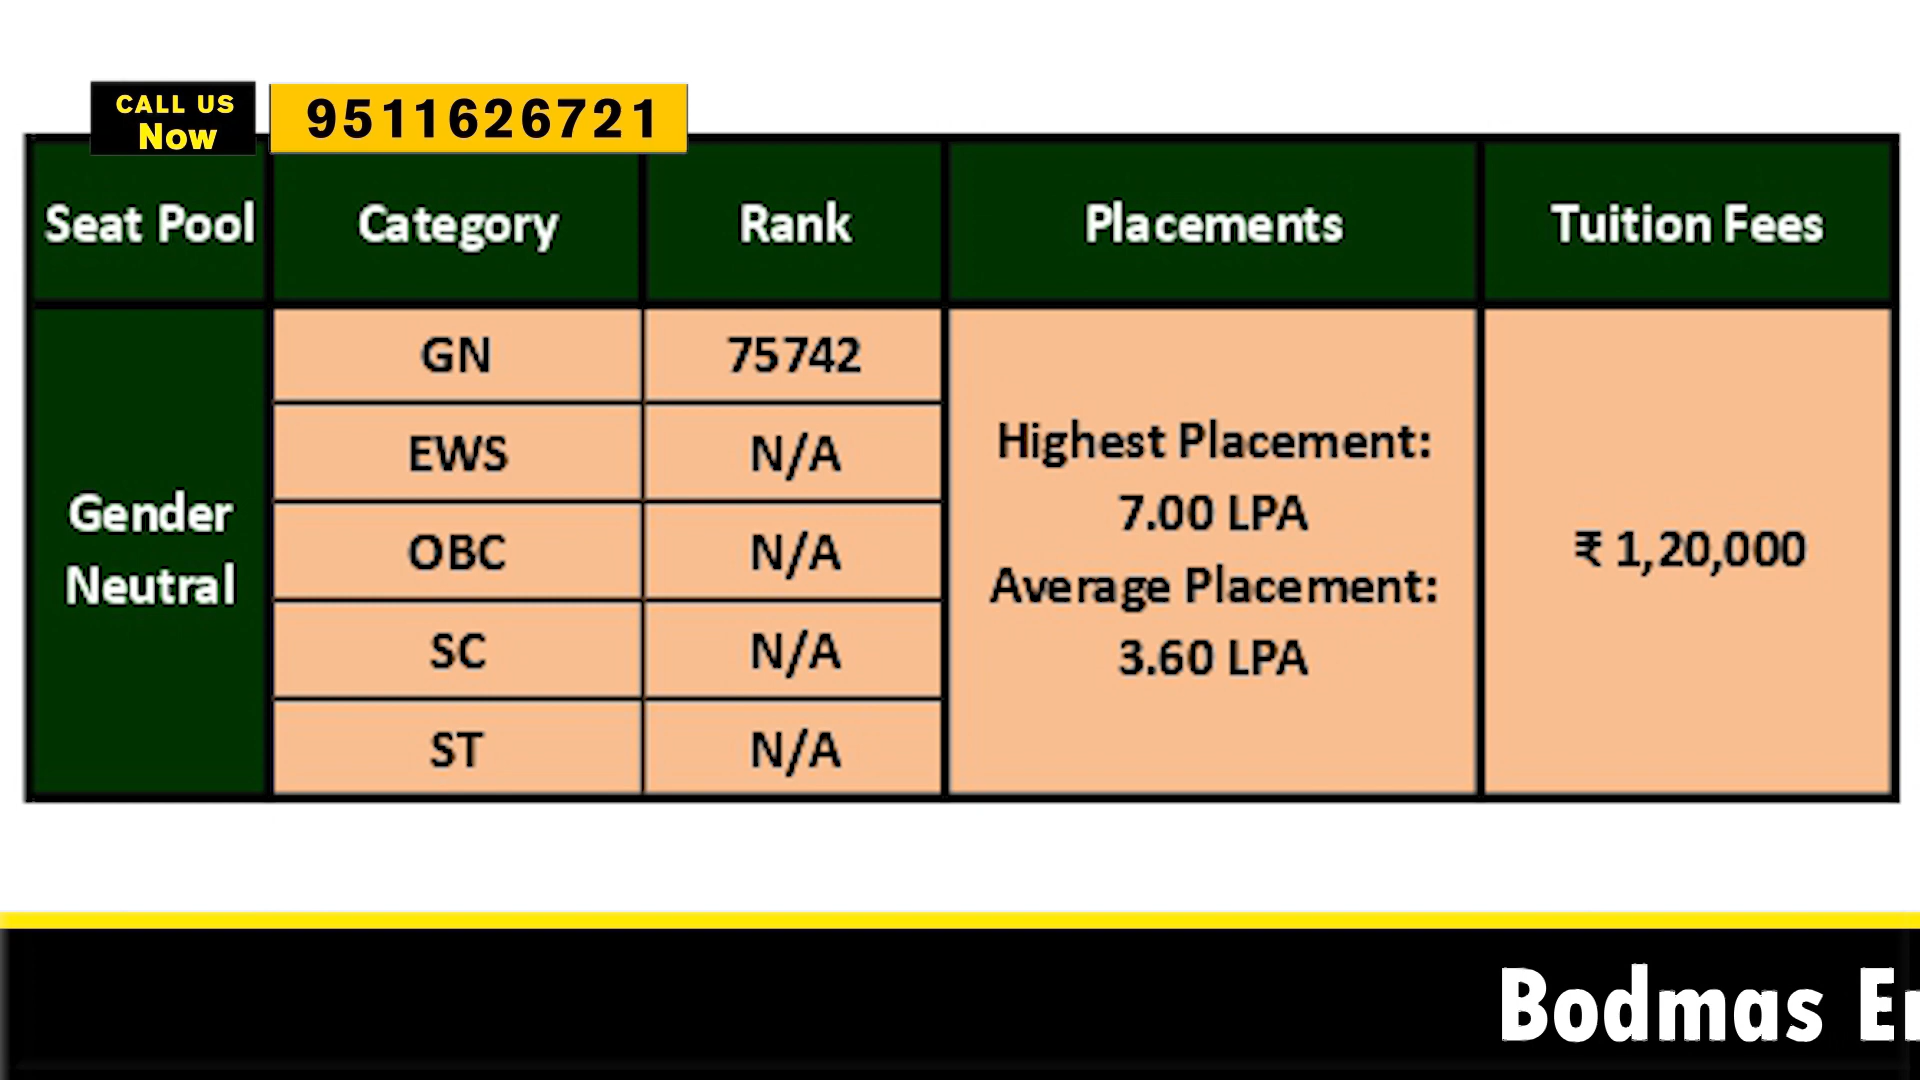 CALL US
Now
9511626721
Seat Pool Category Rank Placements Tuition Fees
Gender
Neutral
GN 75742
EWS N/A
OBC N/A
SC N/A
ST N/A
Highest Placement:
7.00 LPA
Average Placement:
3.60 LPA
₹ 1,20,000
Bodmas